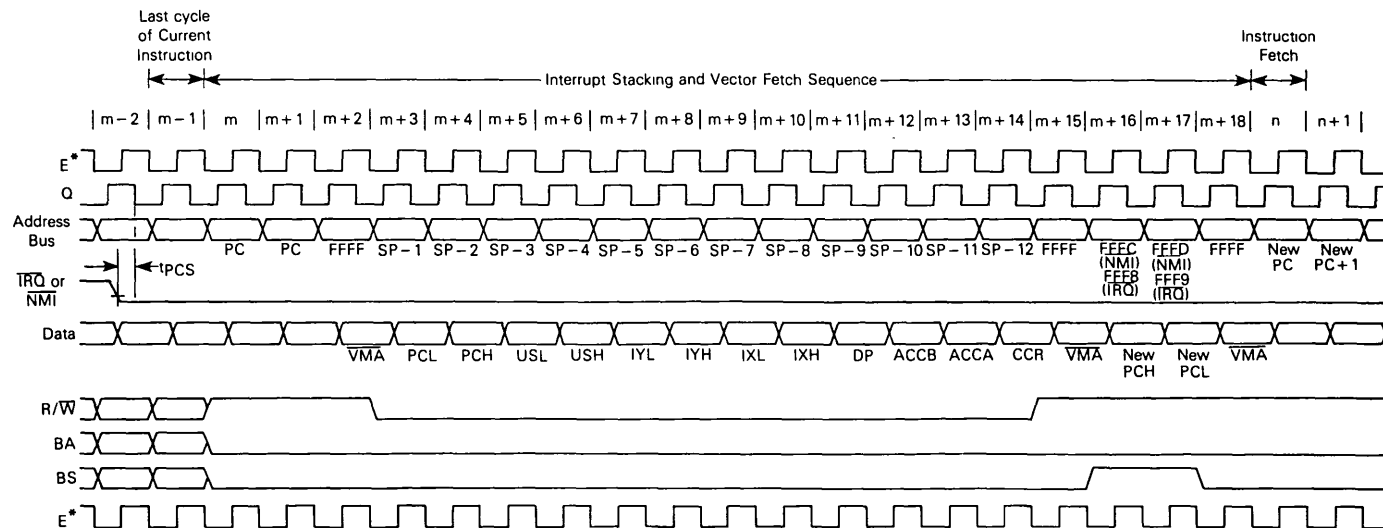 Last cycle
of Current
Instruction
Instruction
Fetch
Interrupt Stacking and Vector Fetch Sequence
m-2 m-1 m m+1 m+2 m+3 m+4 m+5 m+6 m+7 m+8 m+9 m+10 m+11 m+12 m+13 m+14 m+15 m+16 m+17 m+18 n n+1
E*
Q
Address
Bus
PC PC FFFF SP-1 SP-2 SP-3 SP-4 SP-5 SP-6 SP-7 SP-8 SP-9 SP-10 SP-11 SP-12 FFFF FFFC FFFD FFFF New New
(NMI) (NMI) PC PC+1
FFF8 FFF9
(IRQ) (IRQ)
tPCS
IRQ or
NMI
Data
VMA PCL PCH USL USH IYL IYH IXL IXH DP ACCB ACCA CCR VMA New New VMA
PCH PCL
R/W
BA
BS
E*